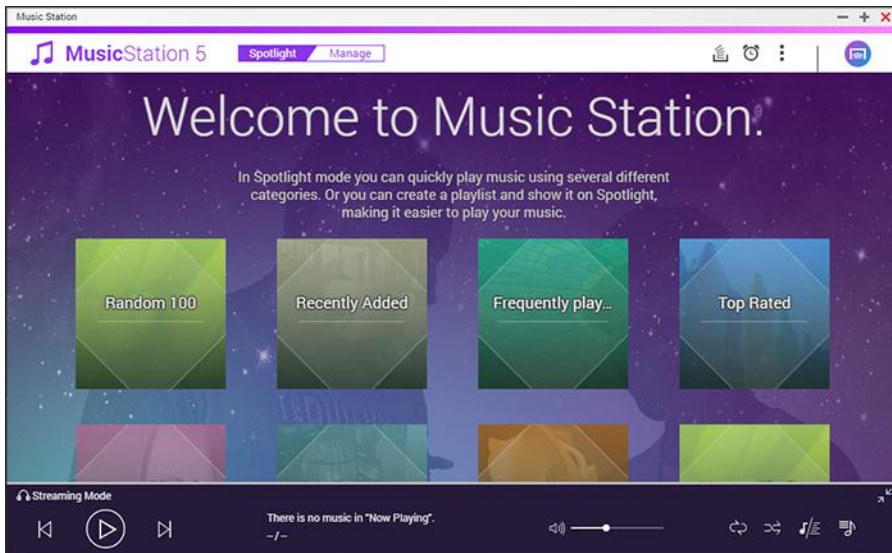 Music Station
MusicStation 5
Spotlight
Manage
Welcome to Music Station.
In Spotlight mode you can quickly play music using several different
categories. Or you can create a playlist and show it on Spotlight,
making it easier to play your music.
Random 100
Recently Added
Frequently play...
Top Rated
Streaming Mode
There is no music in "Now Playing".
–/–